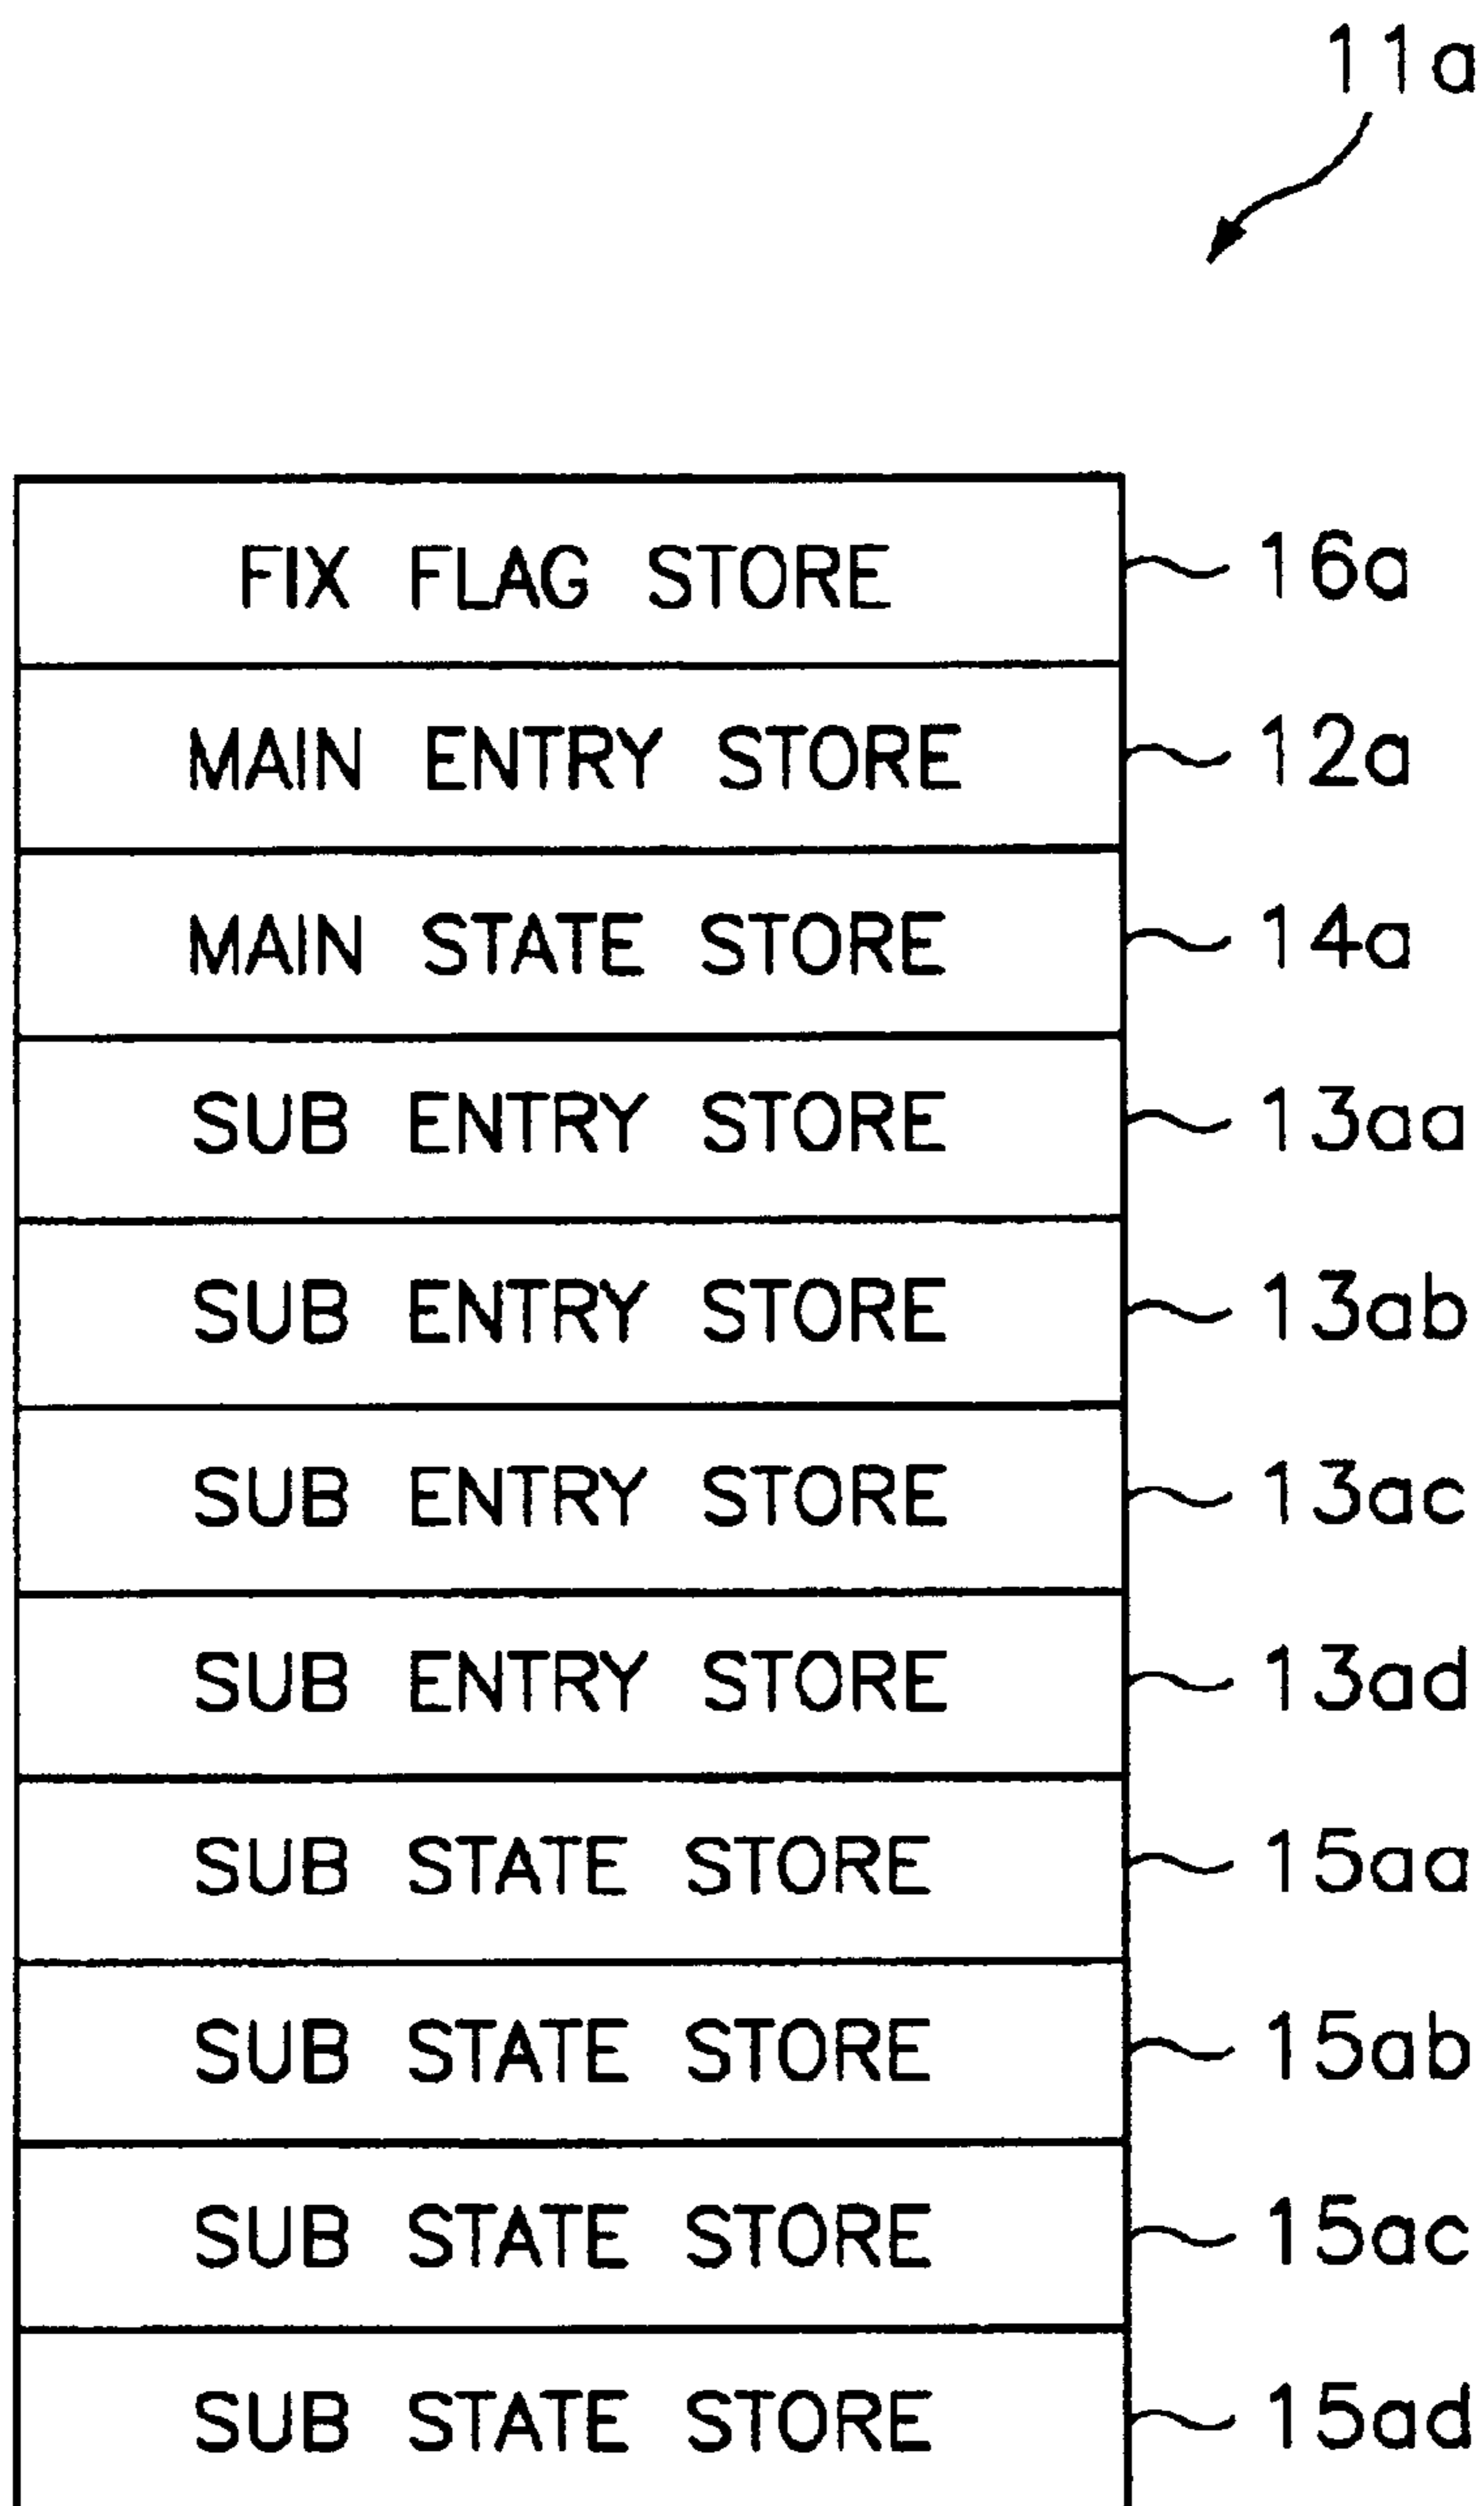 11a
FIX FLAG STORE 16a
MAIN ENTRY STORE 12a
MAIN STATE STORE 14a
SUB ENTRY STORE 13aa
SUB ENTRY STORE 13ab
SUB ENTRY STORE 13ac
SUB ENTRY STORE 13ad
SUB STATE STORE 15aa
SUB STATE STORE 15ab
SUB STATE STORE 15ac
SUB STATE STORE 15ad